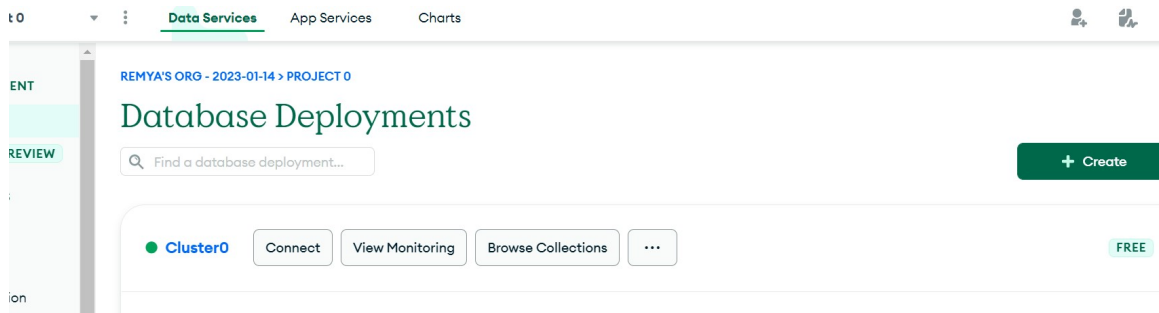 t 0
Data Services App Services Charts
ENT
REVIEW
ion
REMYA'S ORG - 2023-01-14 > PROJECT 0
Database Deployments
Find a database deployment...
+ Create
Cluster0 Connect View Monitoring Browse Collections ...
FREE